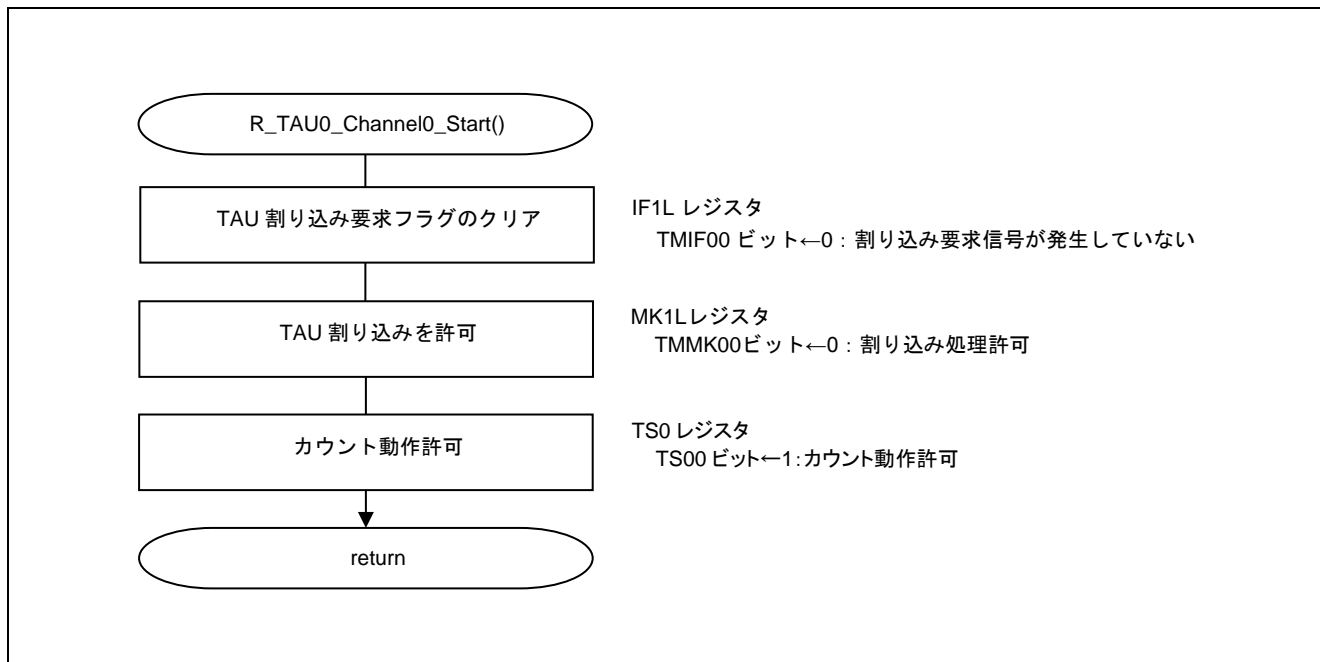 R_TAU0_Channel0_Start()
TAU 割り込み要求フラグのクリア
IF1L レジスタ
TMIF00 ビット←0：割り込み要求信号が発生していない
TAU 割り込みを許可
MK1Lレジスタ
TMMK00ビット←0：割り込み処理許可
カウント動作許可
TS0 レジスタ
TS00 ビット←1：カウント動作許可
return